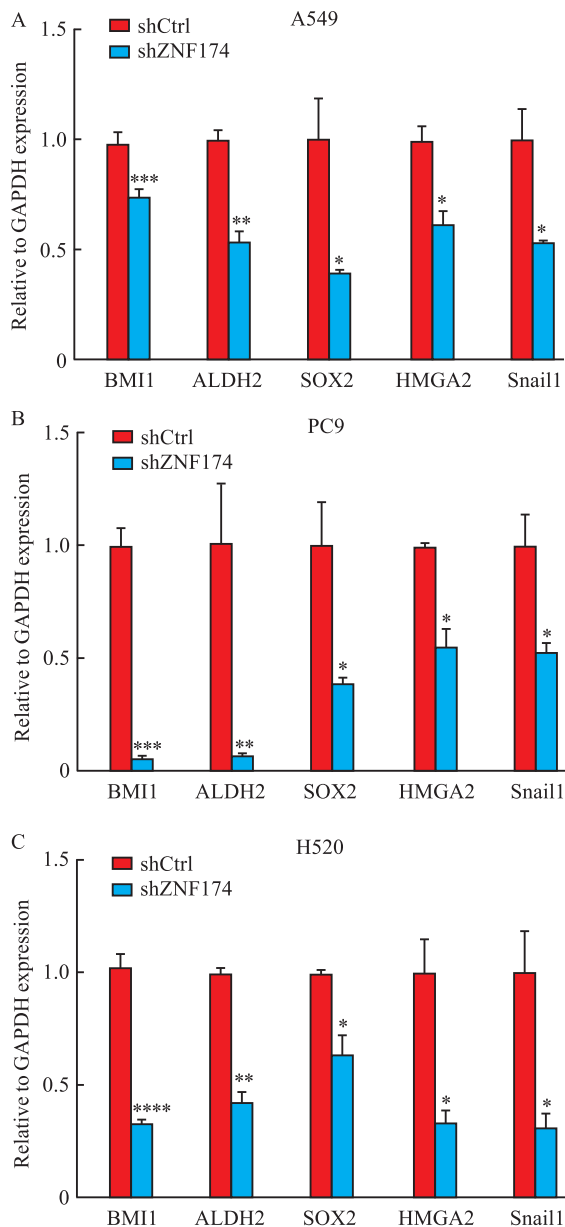 A
A549
1.5
shCtrl
shZNF174
Relative to GAPDH expression
1.0
0.5
0
***
**
*
*
*
BMI1 ALDH2 SOX2 HMGA2 Snail1
B
PC9
1.5
shCtrl
shZNF174
Relative to GAPDH expression
1.0
0.5
0
***
**
*
*
*
BMI1 ALDH2 SOX2 HMGA2 Snail1
C
H520
1.5
shCtrl
shZNF174
Relative to GAPDH expression
1.0
0.5
0
****
**
*
*
*
BMI1 ALDH2 SOX2 HMGA2 Snail1